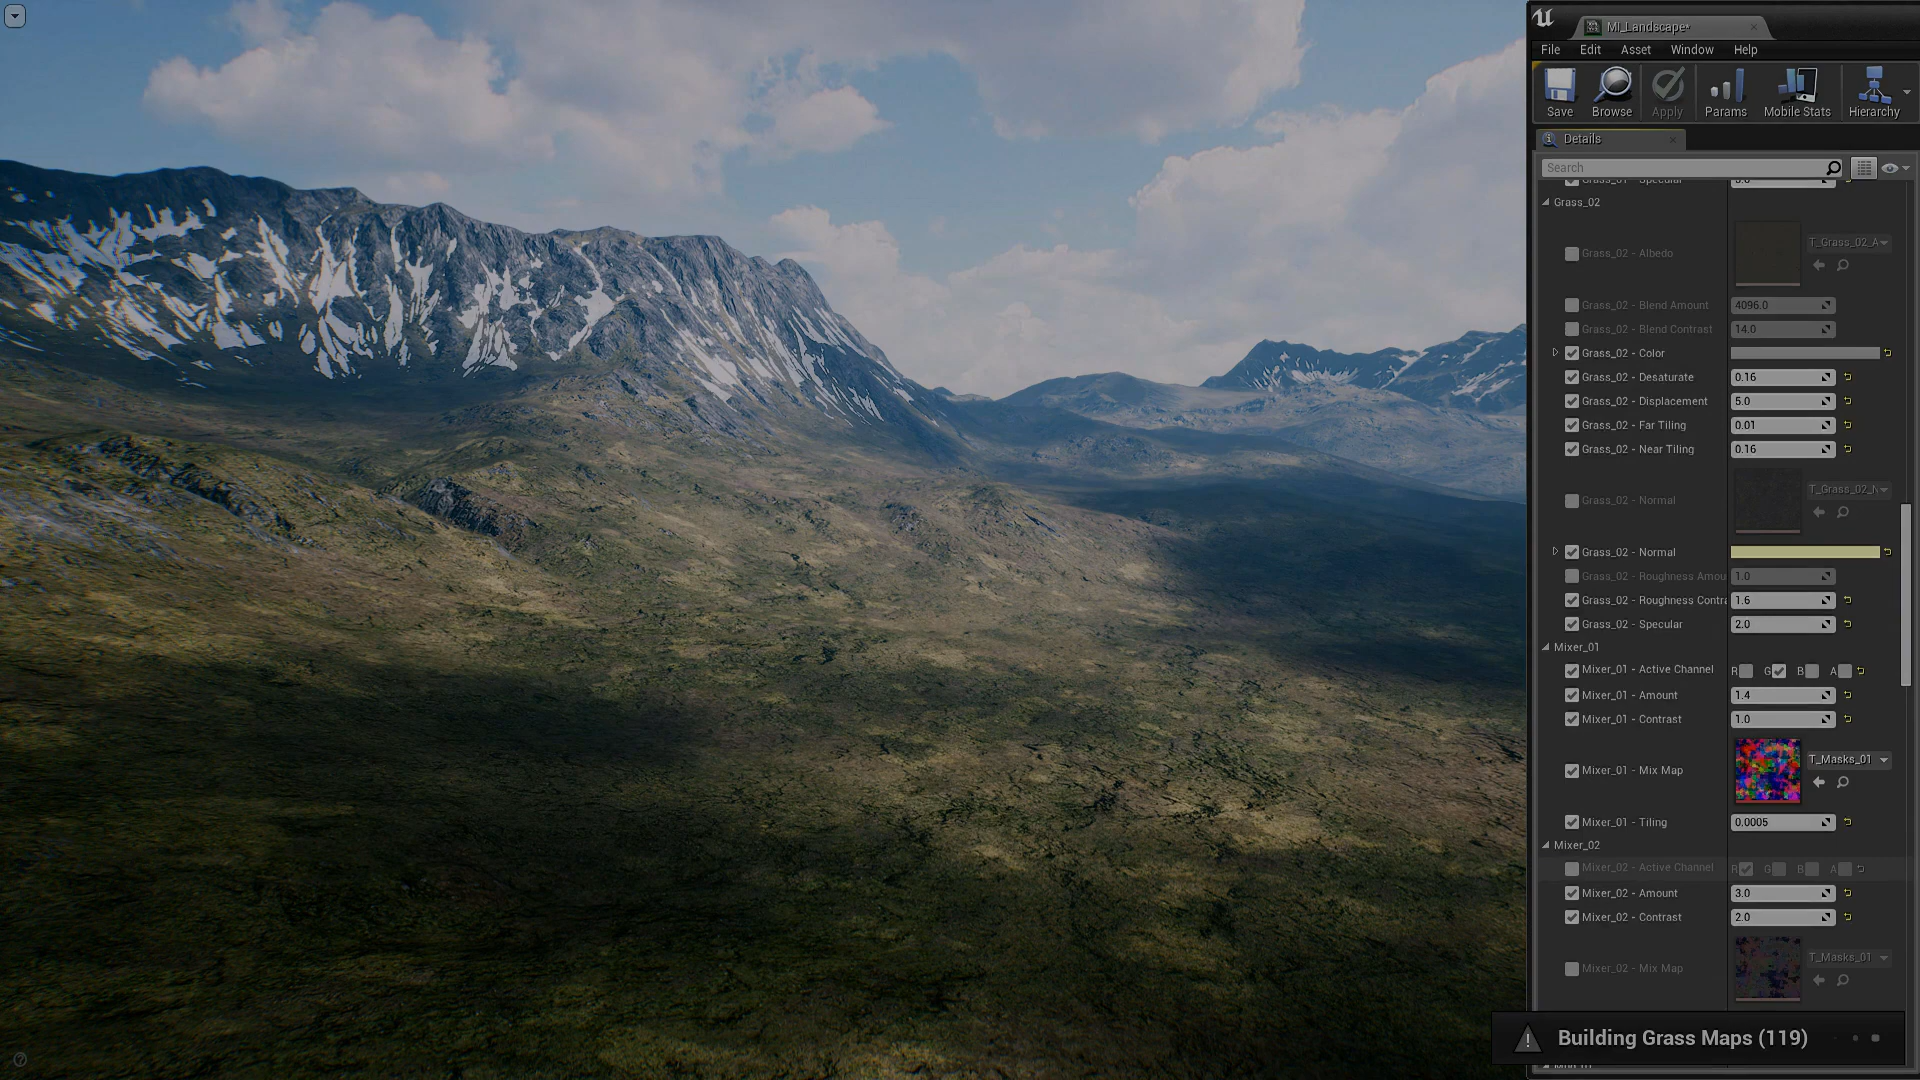 MI_Landscape*
File Edit Asset Window Help
Save Browse Apply Params Mobile Stats Hierarchy
Details
Search
Grass_01 - Specular
Grass_02
Grass_02 - Albedo T_Grass_02_A
Grass_02 - Blend Amount 4096.0
Grass_02 - Blend Contrast 14.0
Grass_02 - Color
Grass_02 - Desaturate 0.16
Grass_02 - Displacement 5.0
Grass_02 - Far Tiling 0.01
Grass_02 - Near Tiling 0.16
Grass_02 - Normal T_Grass_02_N
Grass_02 - Normal
Grass_02 - Roughness Amou 1.0
Grass_02 - Roughness Contra 1.6
Grass_02 - Specular 2.0
Mixer_01
Mixer_01 - Active Channel R G B A
Mixer_01 - Amount 1.4
Mixer_01 - Contrast 1.0
Mixer_01 - Mix Map T_Masks_01
Mixer_01 - Tiling 0.0005
Mixer_02
Mixer_02 - Active Channel R G B A
Mixer_02 - Amount 3.0
Mixer_02 - Contrast 2.0
Mixer_02 - Mix Map T_Masks_01
Building Grass Maps (119)